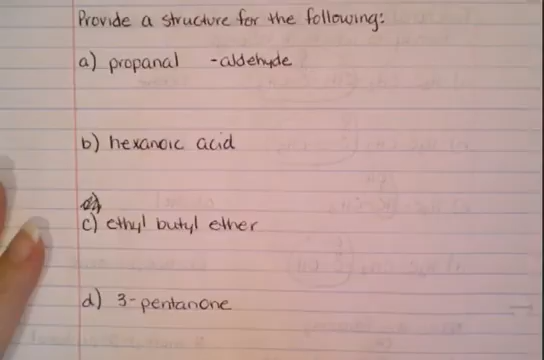 Provide a structure for the following:
a) propanal -aldehyde
b) hexanoic acid
c) ethyl butyl ether
d) 3-pentanone